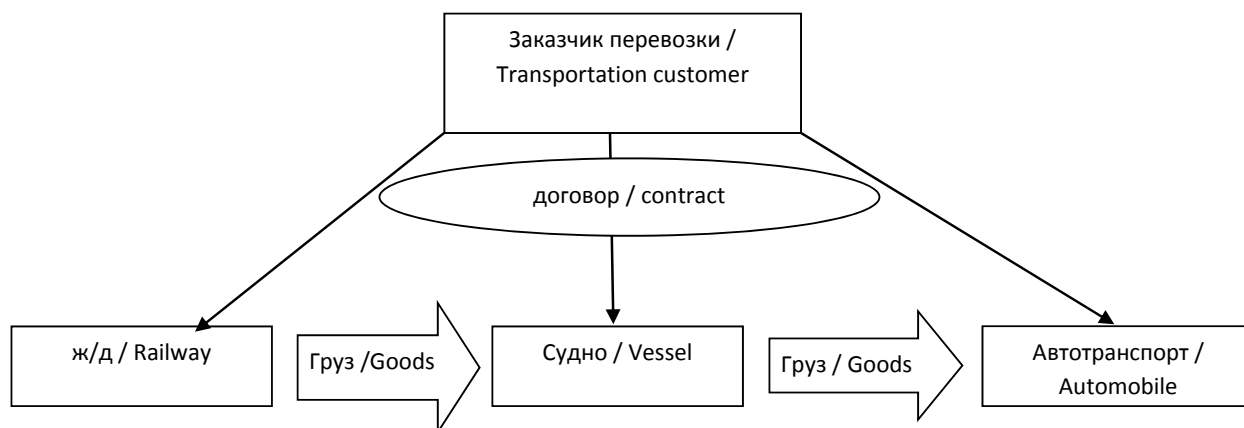 Заказчик перевозки /
Transportation customer
договор / contract
ж/д / Railway
Груз /Goods
Судно / Vessel
Груз / Goods
Автотранспорт /
Automobile